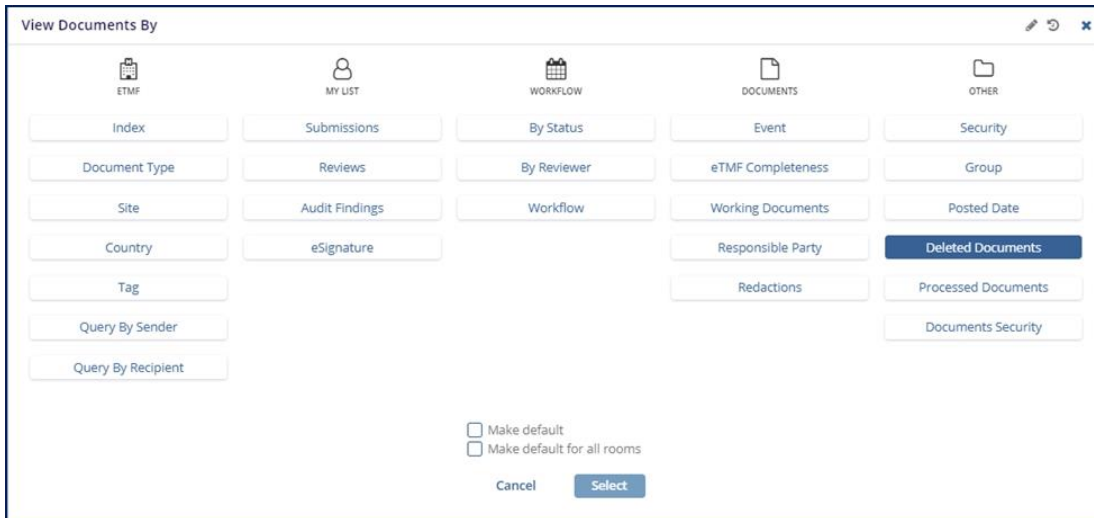 View Documents By
ETMF
MY LIST
WORKFLOW
DOCUMENTS
OTHER
Index
Submissions
By Status
Event
Security
Document Type
Reviews
By Reviewer
eTMF Completeness
Group
Site
Audit Findings
Workflow
Working Documents
Posted Date
Country
eSignature
Responsible Party
Deleted Documents
Tag
Redactions
Processed Documents
Query By Sender
Documents Security
Query By Recipient
Make default
Make default for all rooms
Cancel
Select